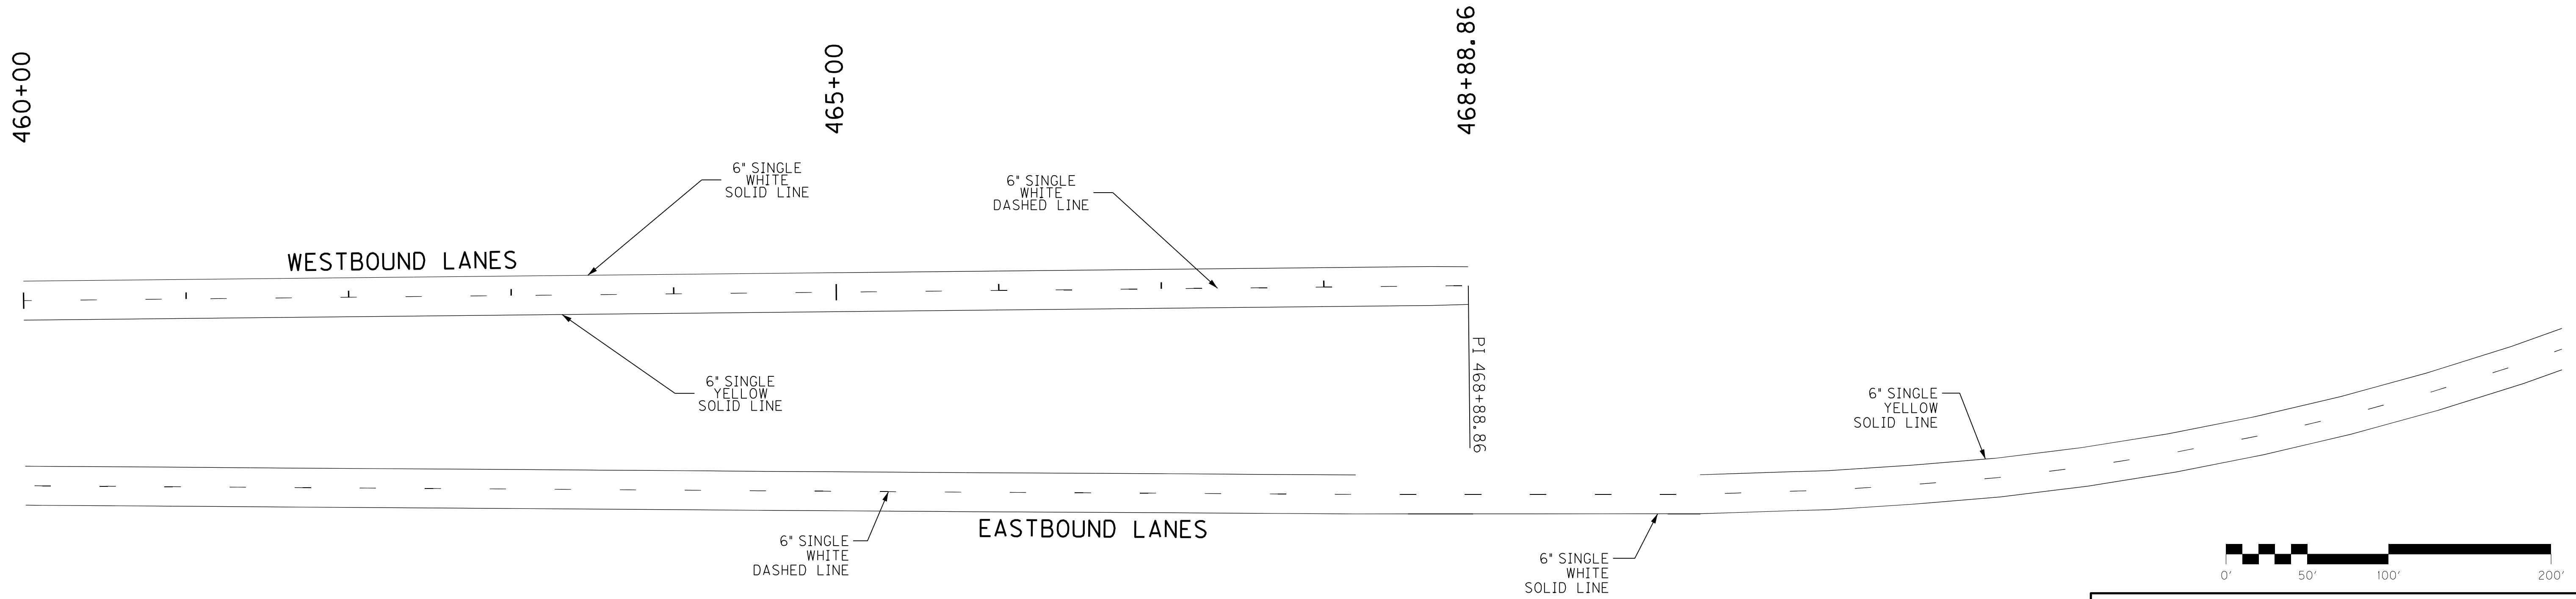 460+00
465+00
468+88.86
6" SINGLE
WHITE
SOLID LINE
6" SINGLE
WHITE
DASHED LINE
WESTBOUND LANES
6" SINGLE
YELLOW
SOLID LINE
PI 468+88.86
6" SINGLE
YELLOW
SOLID LINE
EASTBOUND LANES
6" SINGLE
WHITE
DASHED LINE
6" SINGLE
WHITE
SOLID LINE
0' 50' 100' 200'